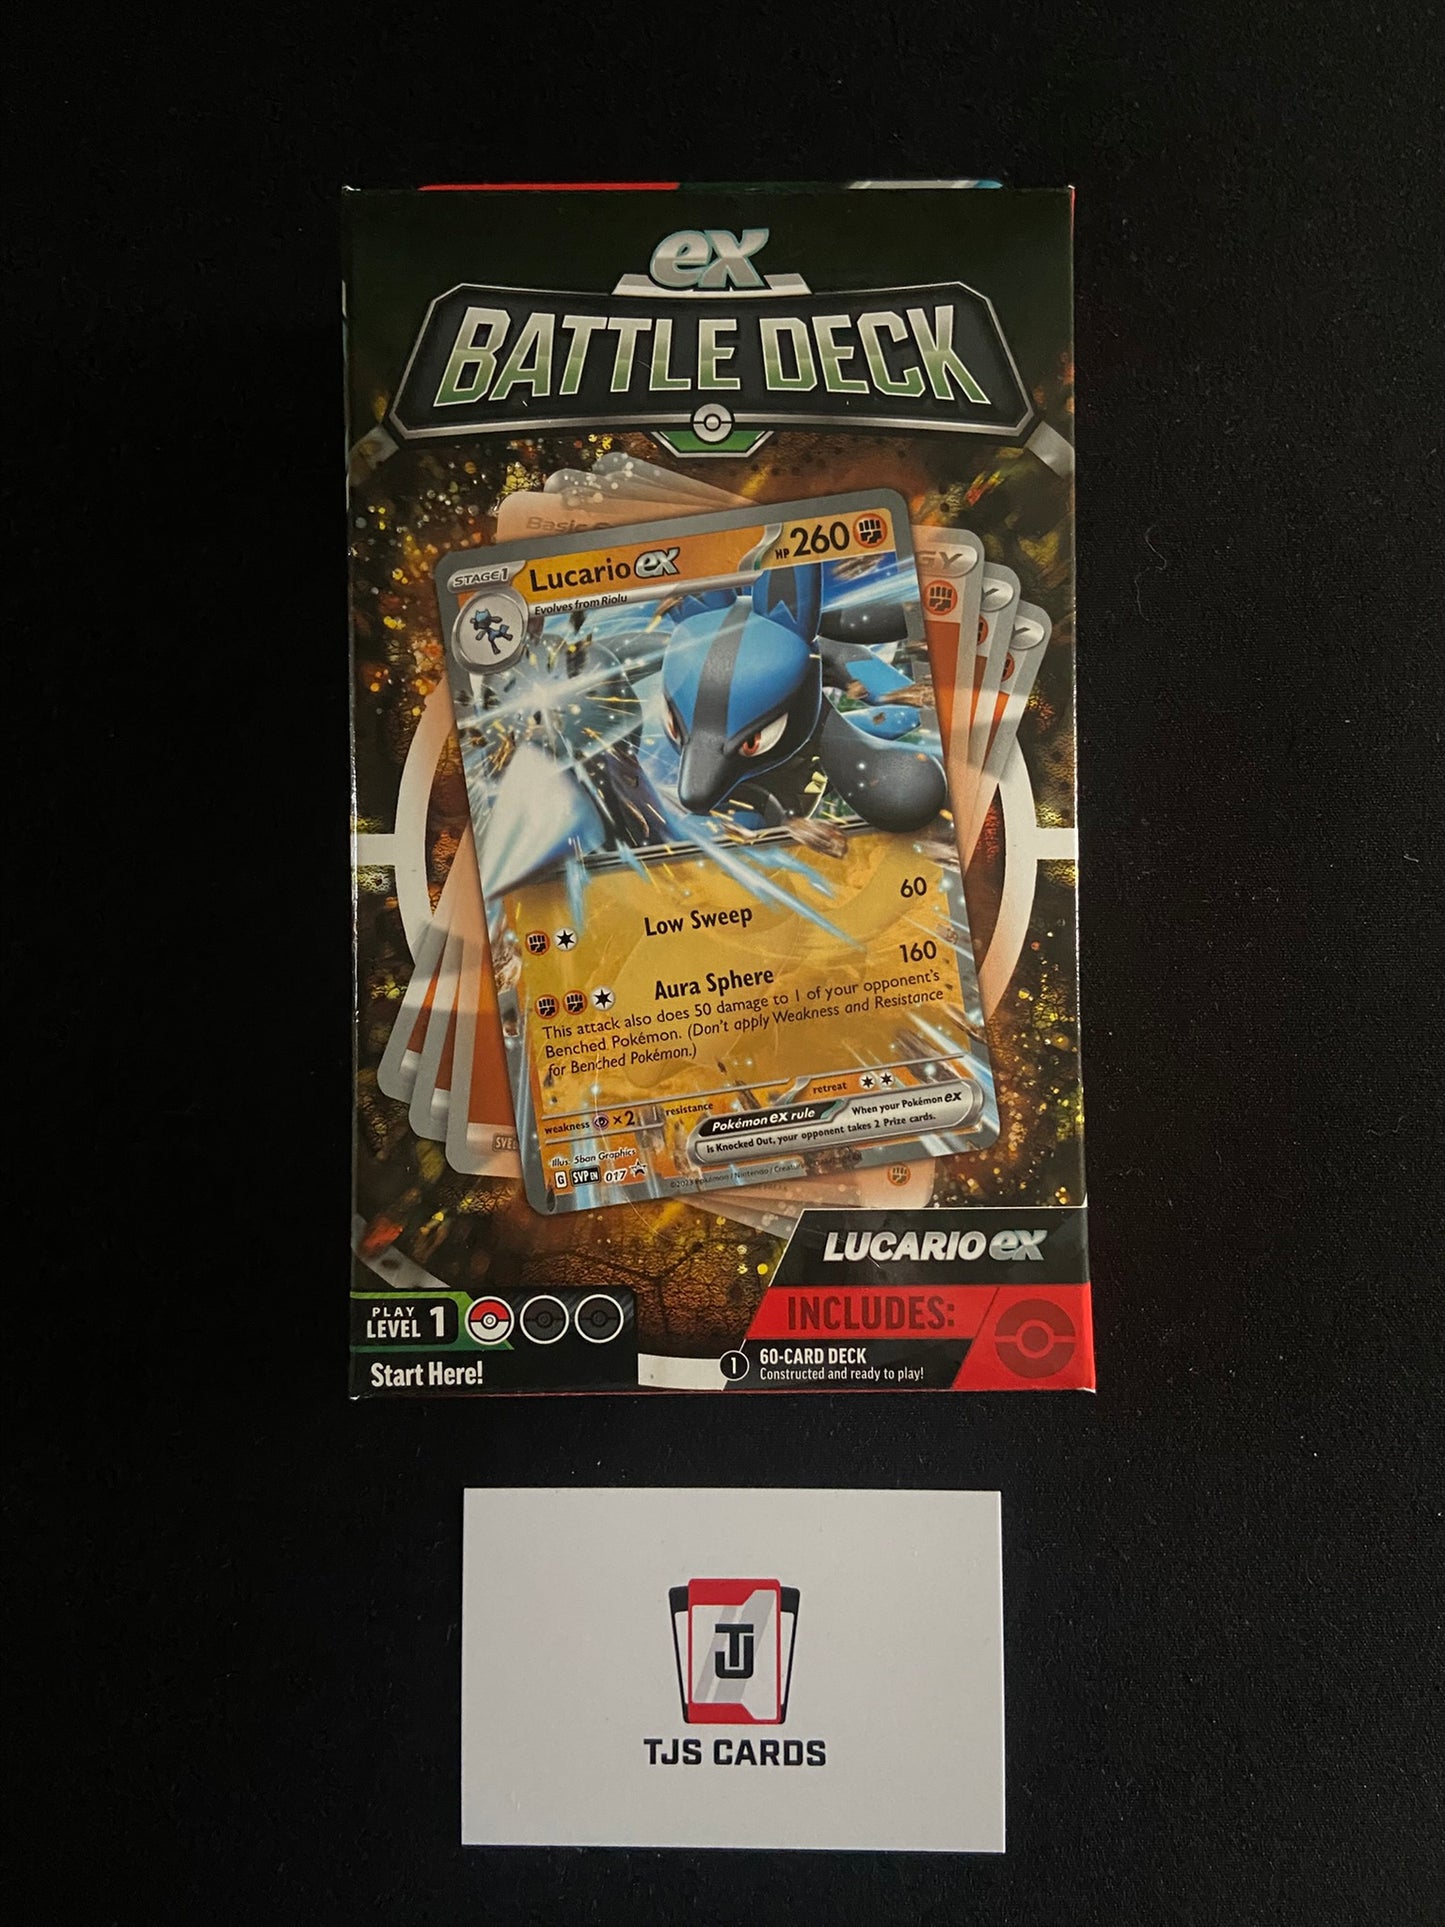 ex
BATTLE DECK
Basic
GY
Y
Y
STAGE1 Lucario ex HP 260
Evolves from Riolu
Low Sweep 60
Aura Sphere 160
This attack also does 50 damage to 1 of your opponent's
Benched Pokémon. (Don't apply Weakness and Resistance
for Benched Pokémon.)
weakness ×2 resistance retreat
Pokémon ex rule When your Pokémon ex
is Knocked Out, your opponent takes 2 Prize cards.
Illus. 5ban Graphics
G SVP EN 017
LUCARIO ex
PLAY
LEVEL 1
Start Here!
INCLUDES:
1 60-CARD DECK
Constructed and ready to play!
TJ
TJS CARDS